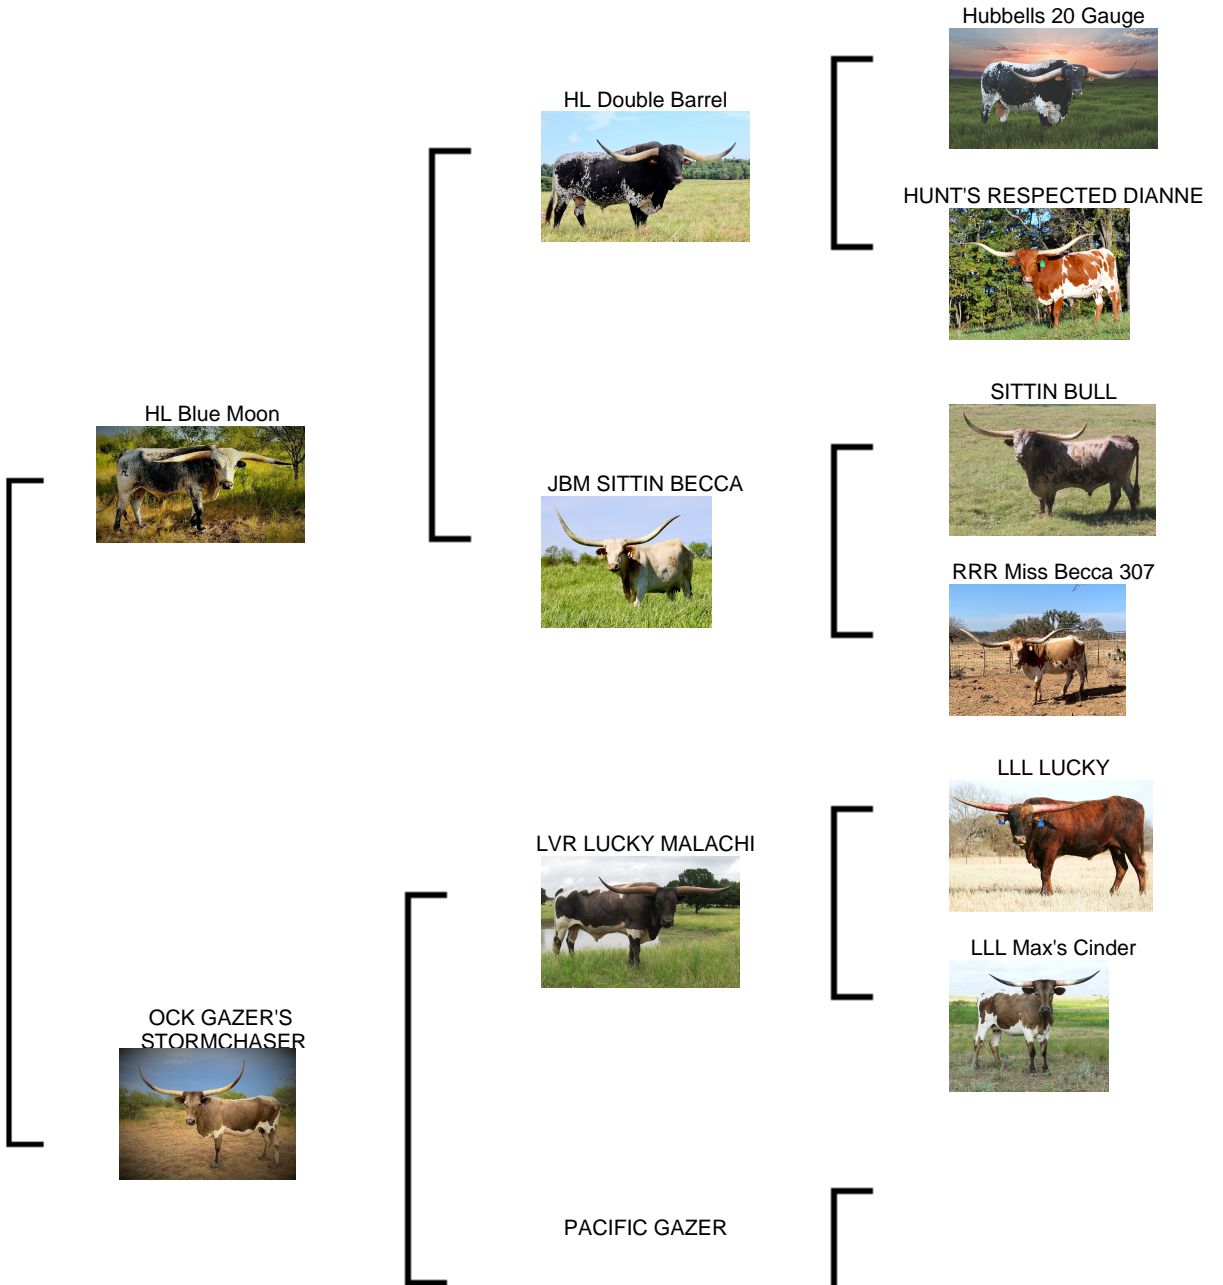 Hubbells 20 Gauge
HL Double Barrel
HUNT'S RESPECTED DIANNE
SITTIN BULL
HL Blue Moon
JBM SITTIN BECCA
RRR Miss Becca 307
LLL LUCKY
LVR LUCKY MALACHI
LLL Max's Cinder
OCK GAZER'S
STORMCHASER
PACIFIC GAZER